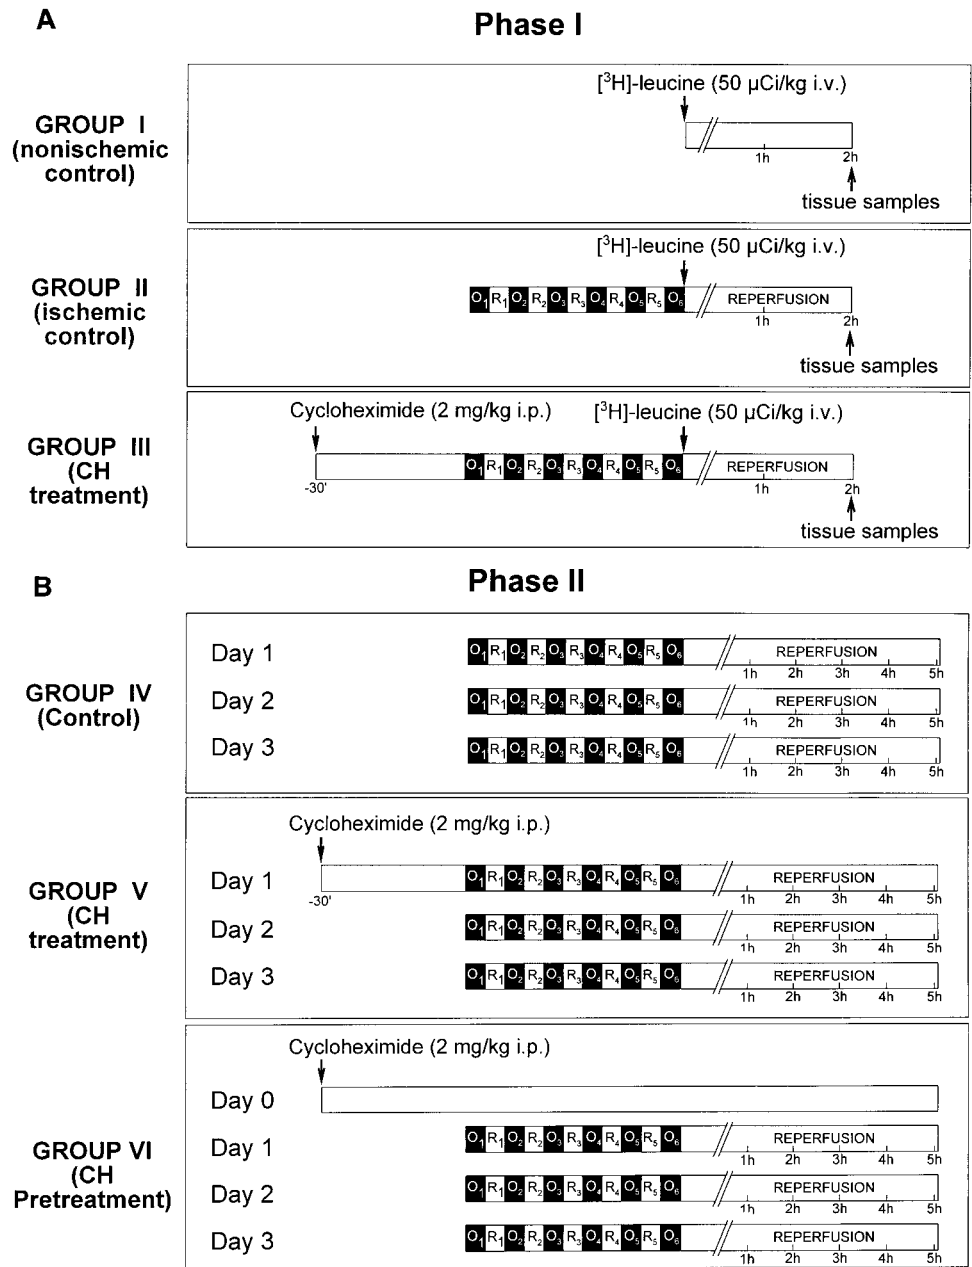 A
Phase I
GROUP I
(nonischemic
control)
[³H]-leucine (50 µCi/kg i.v.)
1h 2h
tissue samples
GROUP II
(ischemic
control)
[³H]-leucine (50 µCi/kg i.v.)
O₁ R₁ O₂ R₂ O₃ R₃ O₄ R₄ O₅ R₅ O₆ REPERFUSION
1h 2h
tissue samples
GROUP III
(CH
treatment)
Cycloheximide (2 mg/kg i.p.) [³H]-leucine (50 µCi/kg i.v.)
O₁ R₁ O₂ R₂ O₃ R₃ O₄ R₄ O₅ R₅ O₆ REPERFUSION
-30' 1h 2h
tissue samples
B
Phase II
GROUP IV
(Control)
Day 1 O₁ R₁ O₂ R₂ O₃ R₃ O₄ R₄ O₅ R₅ O₆ REPERFUSION
1h 2h 3h 4h 5h
Day 2 O₁ R₁ O₂ R₂ O₃ R₃ O₄ R₄ O₅ R₅ O₆ REPERFUSION
1h 2h 3h 4h 5h
Day 3 O₁ R₁ O₂ R₂ O₃ R₃ O₄ R₄ O₅ R₅ O₆ REPERFUSION
1h 2h 3h 4h 5h
GROUP V
(CH
treatment)
Cycloheximide (2 mg/kg i.p.)
Day 1 O₁ R₁ O₂ R₂ O₃ R₃ O₄ R₄ O₅ R₅ O₆ REPERFUSION
-30' 1h 2h 3h 4h 5h
Day 2 O₁ R₁ O₂ R₂ O₃ R₃ O₄ R₄ O₅ R₅ O₆ REPERFUSION
1h 2h 3h 4h 5h
Day 3 O₁ R₁ O₂ R₂ O₃ R₃ O₄ R₄ O₅ R₅ O₆ REPERFUSION
1h 2h 3h 4h 5h
GROUP VI
(CH
Pretreatment)
Cycloheximide (2 mg/kg i.p.)
Day 0
Day 1 O₁ R₁ O₂ R₂ O₃ R₃ O₄ R₄ O₅ R₅ O₆ REPERFUSION
1h 2h 3h 4h 5h
Day 2 O₁ R₁ O₂ R₂ O₃ R₃ O₄ R₄ O₅ R₅ O₆ REPERFUSION
1h 2h 3h 4h 5h
Day 3 O₁ R₁ O₂ R₂ O₃ R₃ O₄ R₄ O₅ R₅ O₆ REPERFUSION
1h 2h 3h 4h 5h